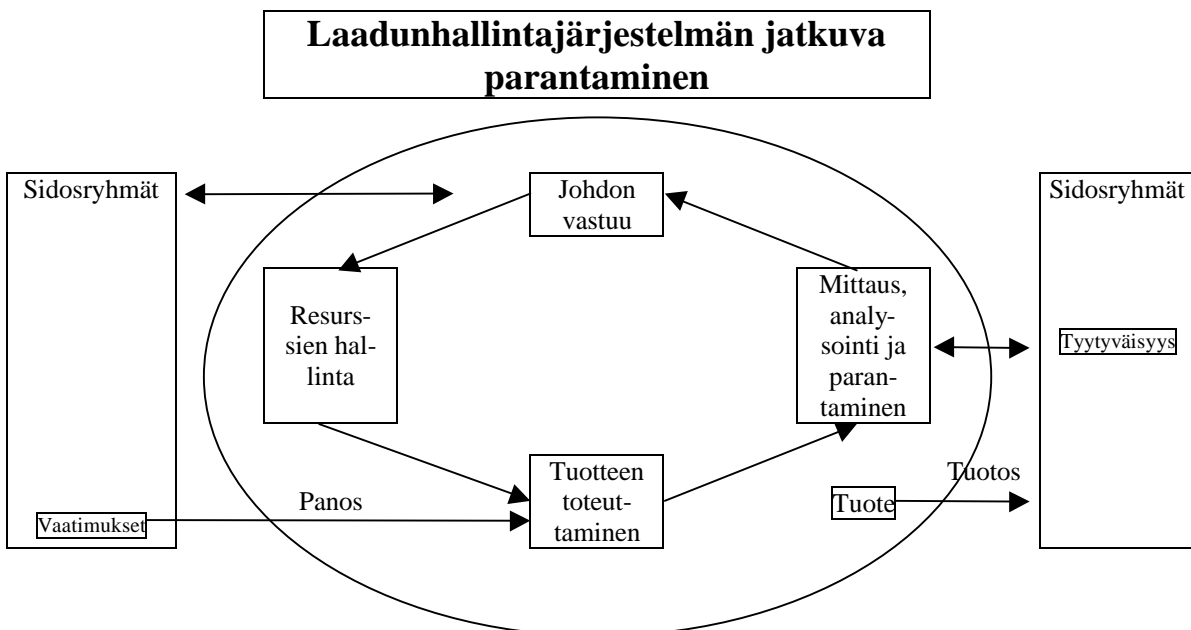 Laadunhallintajärjestelmän jatkuva
parantaminen
Sidosryhmät
Johdon
vastuu
Sidosryhmät
Resurs-
sien hal-
linta
Mittaus,
analy-
sointi ja
paran-
taminen
Tyytyväisyys
Tuotteen
toteut-
taminen
Panos
Vaatimukset
Tuote
Tuotos